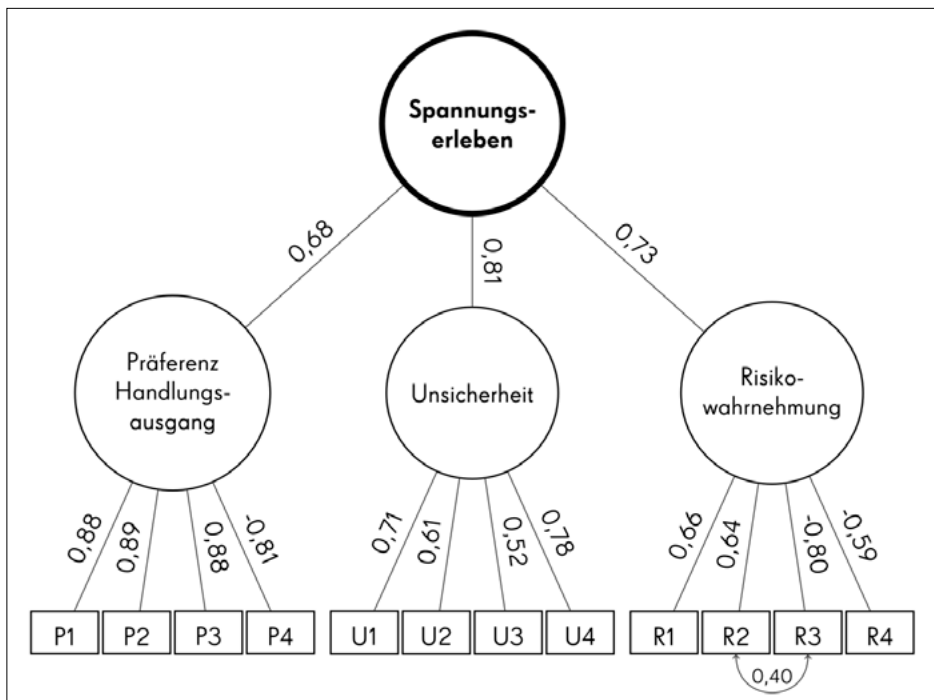 Spannungs-
erleben
0,68
0,81
0,73
Präferenz
Handlungs-
ausgang
Unsicherheit
Risiko-
wahrnehmung
0,88
0,89
0,88
-0,81
0,71
0,61
0,52
0,78
0,66
0,64
-0,80
-0,59
P1
P2
P3
P4
U1
U2
U3
U4
R1
R2
R3
R4
0,40